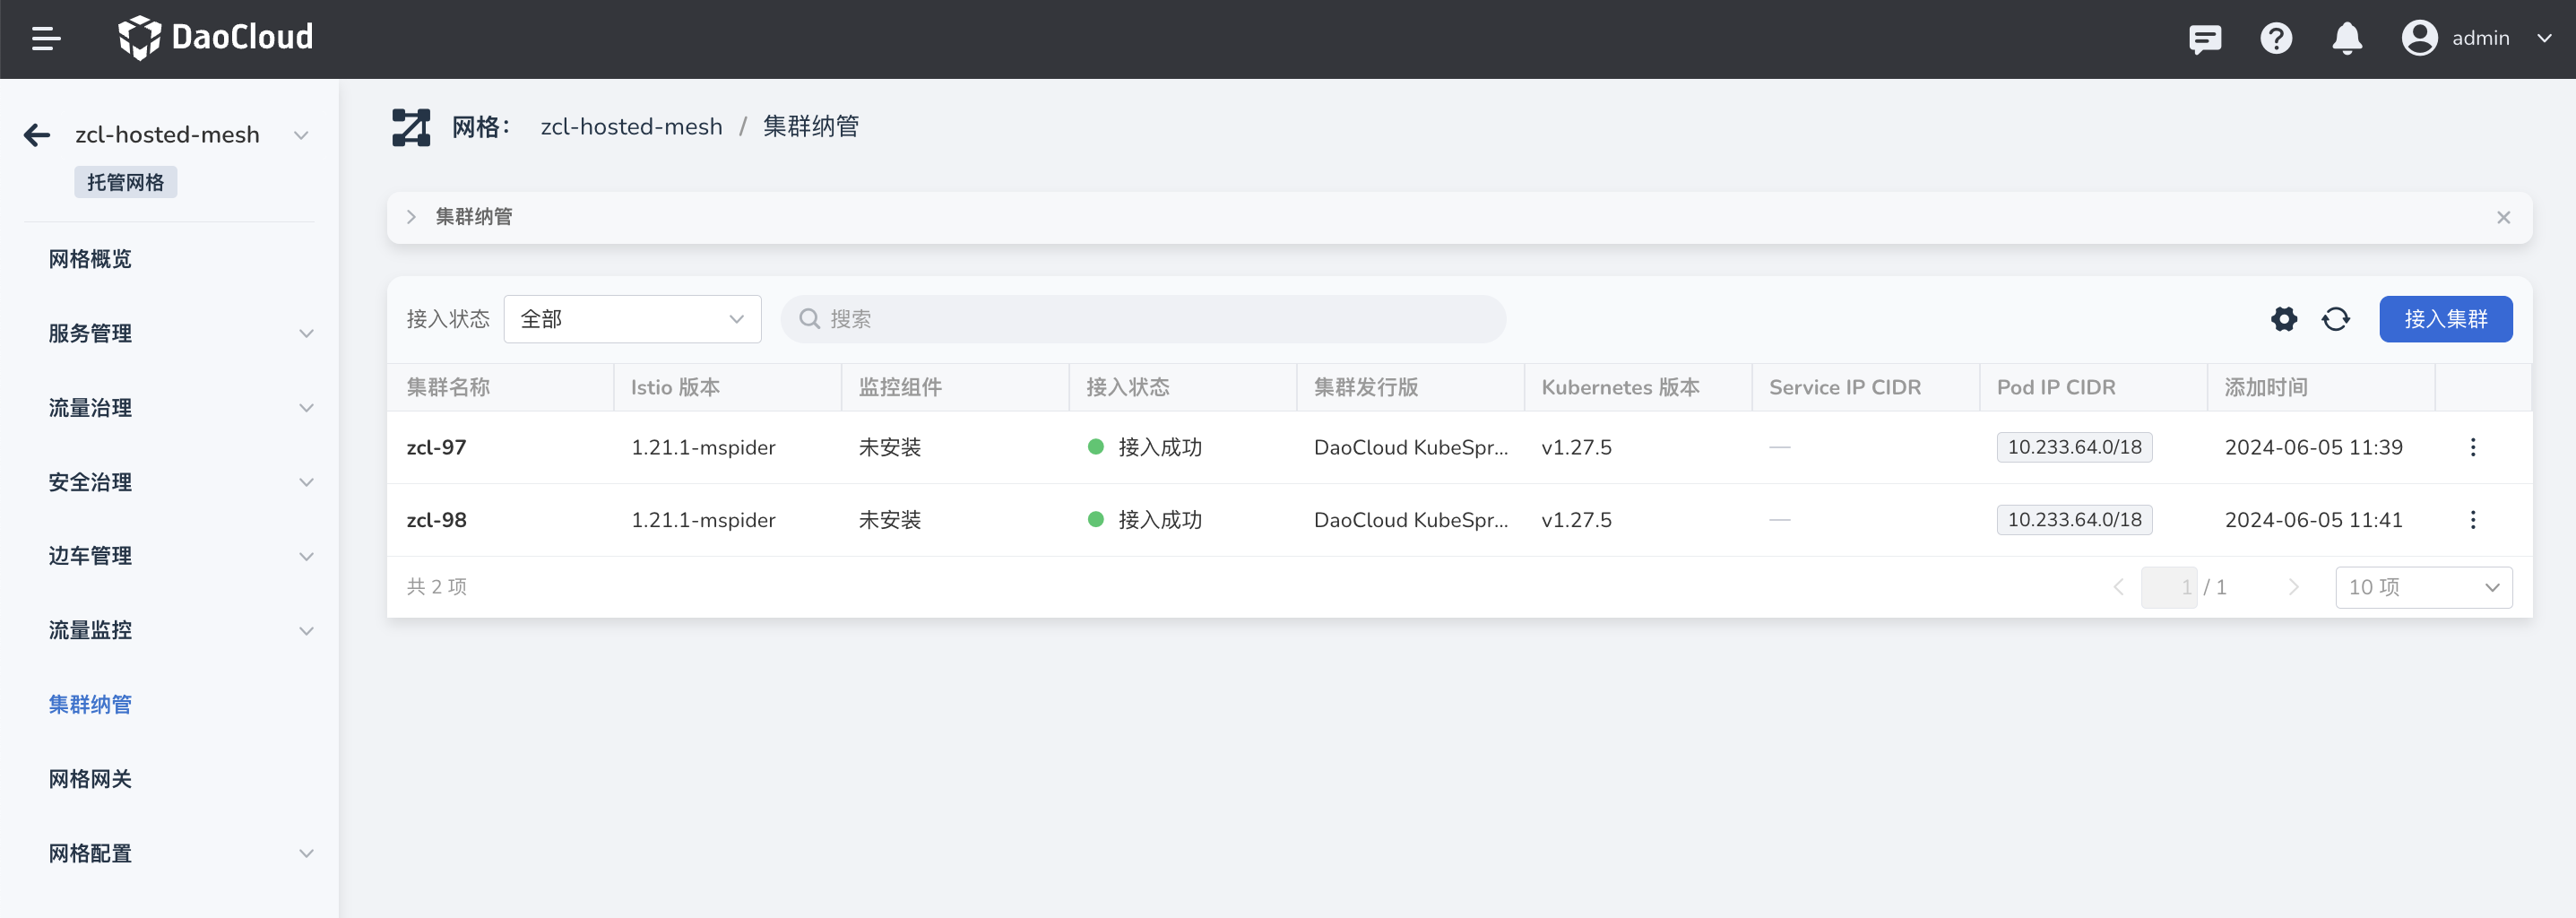 DaoCloud
admin
zcl-hosted-mesh
托管网格
网格概览
服务管理
流量治理
安全治理
边车管理
流量监控
集群纳管
网格网关
网格配置
网格： zcl-hosted-mesh / 集群纳管
集群纳管
接入状态 全部 搜索 接入集群
集群名称 Istio 版本 监控组件 接入状态 集群发行版 Kubernetes 版本 Service IP CIDR Pod IP CIDR 添加时间
zcl-97 1.21.1-mspider 未安装 接入成功 DaoCloud KubeSpr... v1.27.5 — 10.233.64.0/18 2024-06-05 11:39
zcl-98 1.21.1-mspider 未安装 接入成功 DaoCloud KubeSpr... v1.27.5 — 10.233.64.0/18 2024-06-05 11:41
共 2 项 1 / 1 10 项